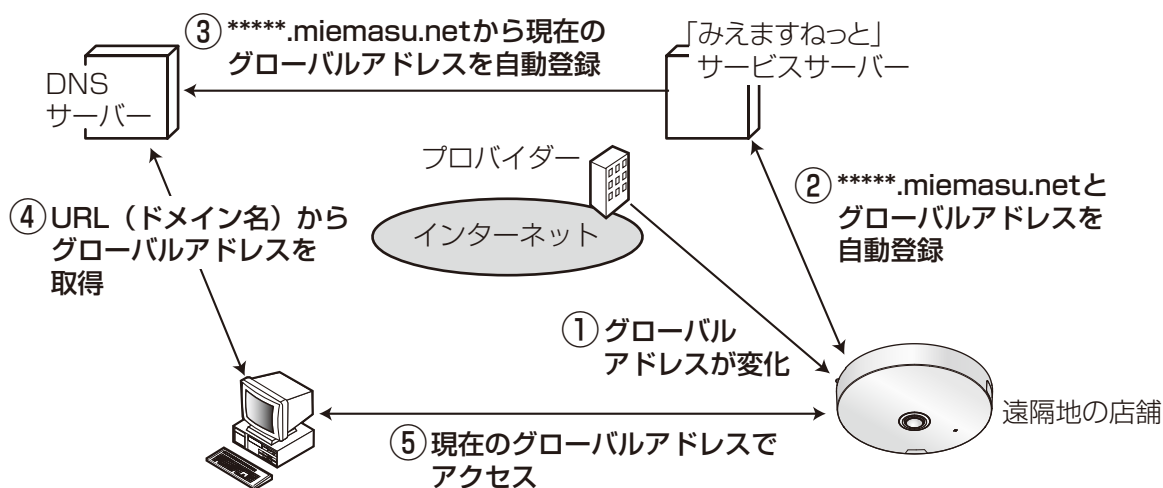 ③*****.miemasu.netから現在の
グローバルアドレスを自動登録
「みえますねっと」
サービスサーバー
DNS
サーバー
プロバイダー
インターネット
②*****.miemasu.netと
グローバルアドレスを
自動登録
④URL（ドメイン名）から
グローバルアドレスを
取得
①グローバル
アドレスが変化
遠隔地の店舗
⑤現在のグローバルアドレスで
アクセス